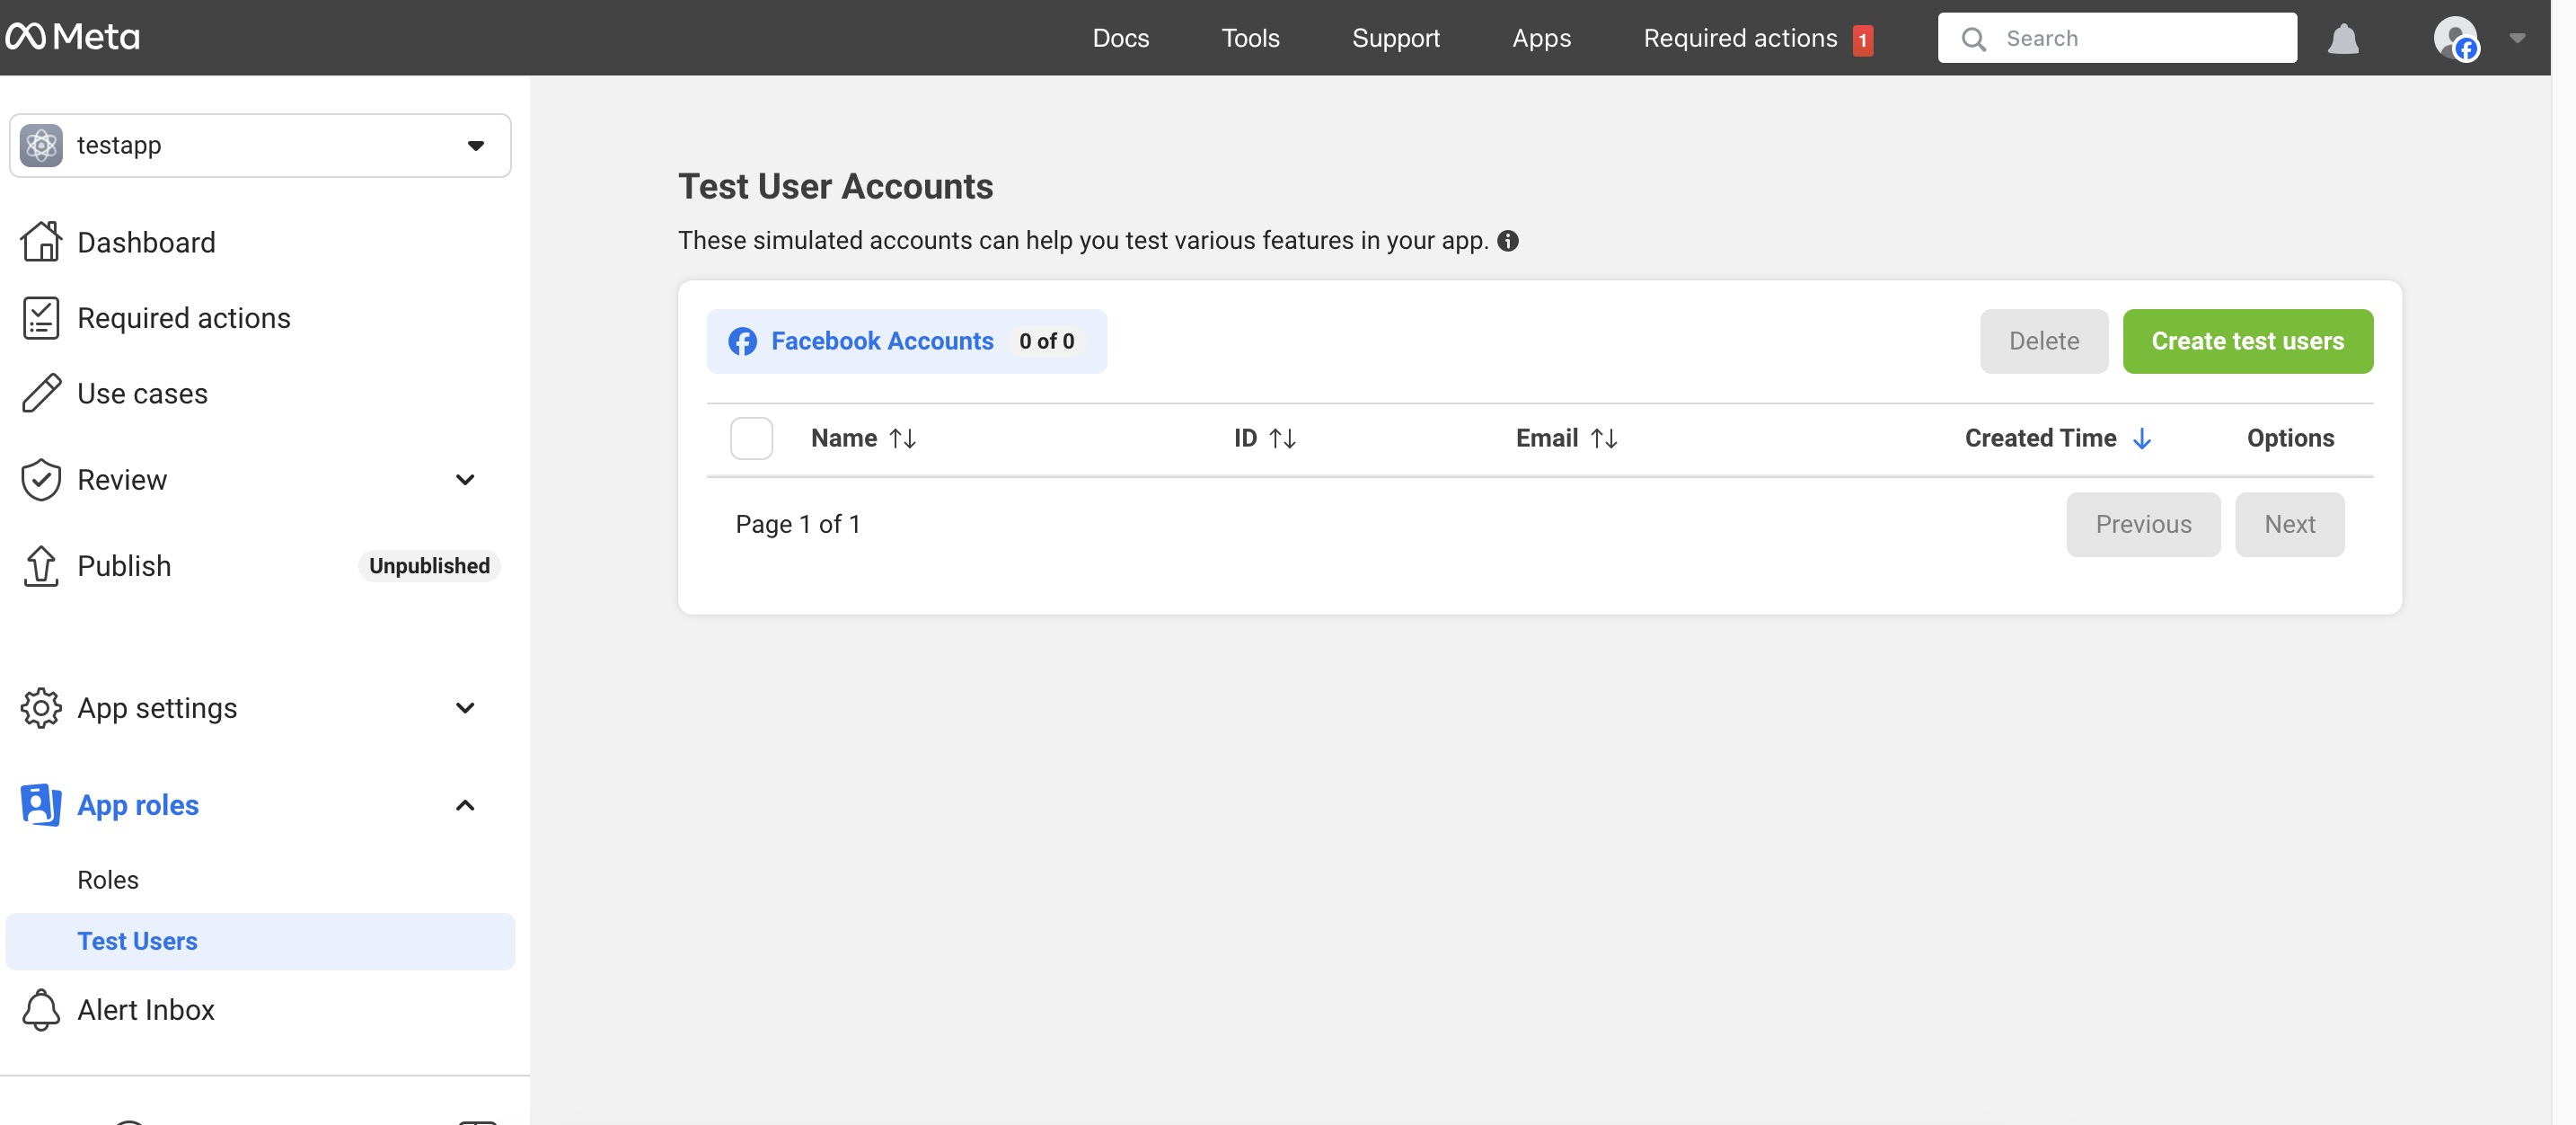 Meta
Docs
Tools
Support
Apps
Required actions 1
Search
testapp
Dashboard
Required actions
Use cases
Review
Publish
Unpublished
App settings
App roles
Roles
Test Users
Alert Inbox
Test User Accounts
These simulated accounts can help you test various features in your app.
Facebook Accounts 0 of 0
Delete
Create test users
Name
ID
Email
Created Time
Options
Page 1 of 1
Previous
Next